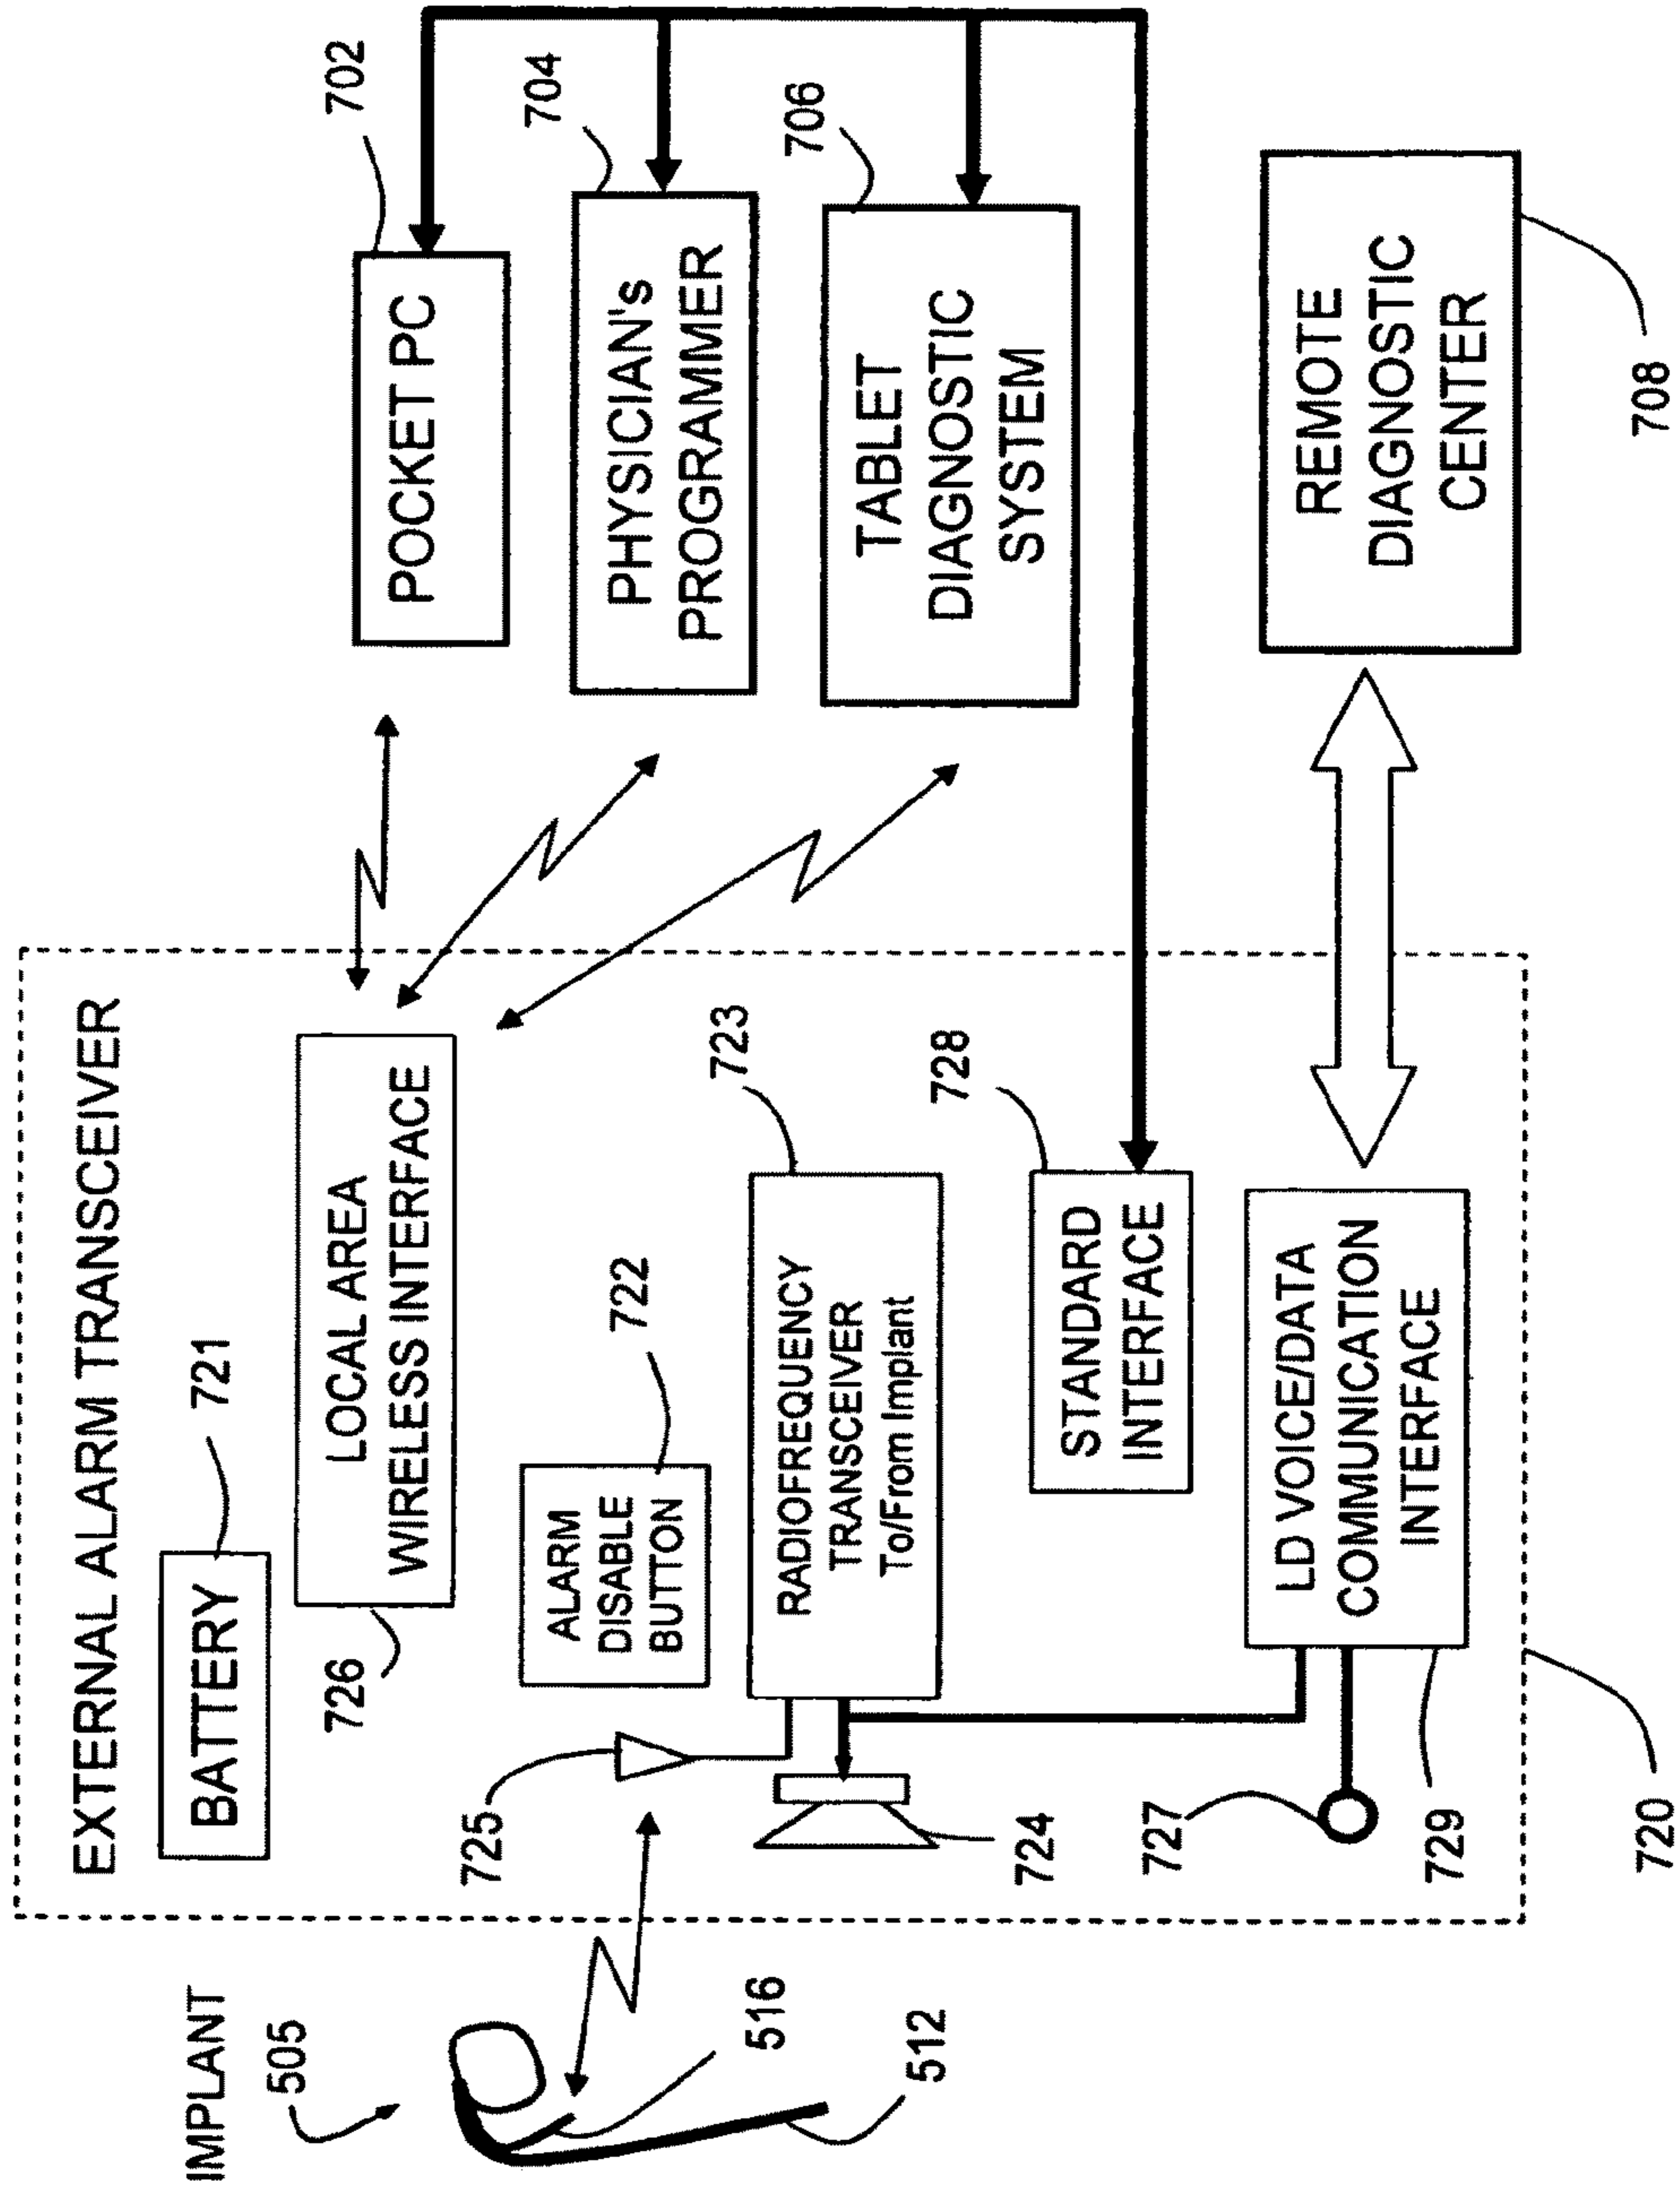 EXTERNAL ALARM TRANSCEIVER
BATTERY
721
LOCAL AREA
WIRELESS INTERFACE
726
ALARM
DISABLE
BUTTON
722
725
RADIOFREQUENCY
TRANSCEIVER
To/From Implant
723
724
STANDARD
INTERFACE
728
LD VOICE/DATA
COMMUNICATION
INTERFACE
727
729
720
IMPLANT
505
516
512
POCKET PC
702
PHYSICIAN's
PROGRAMMER
704
TABLET
DIAGNOSTIC
SYSTEM
706
REMOTE
DIAGNOSTIC
CENTER
708